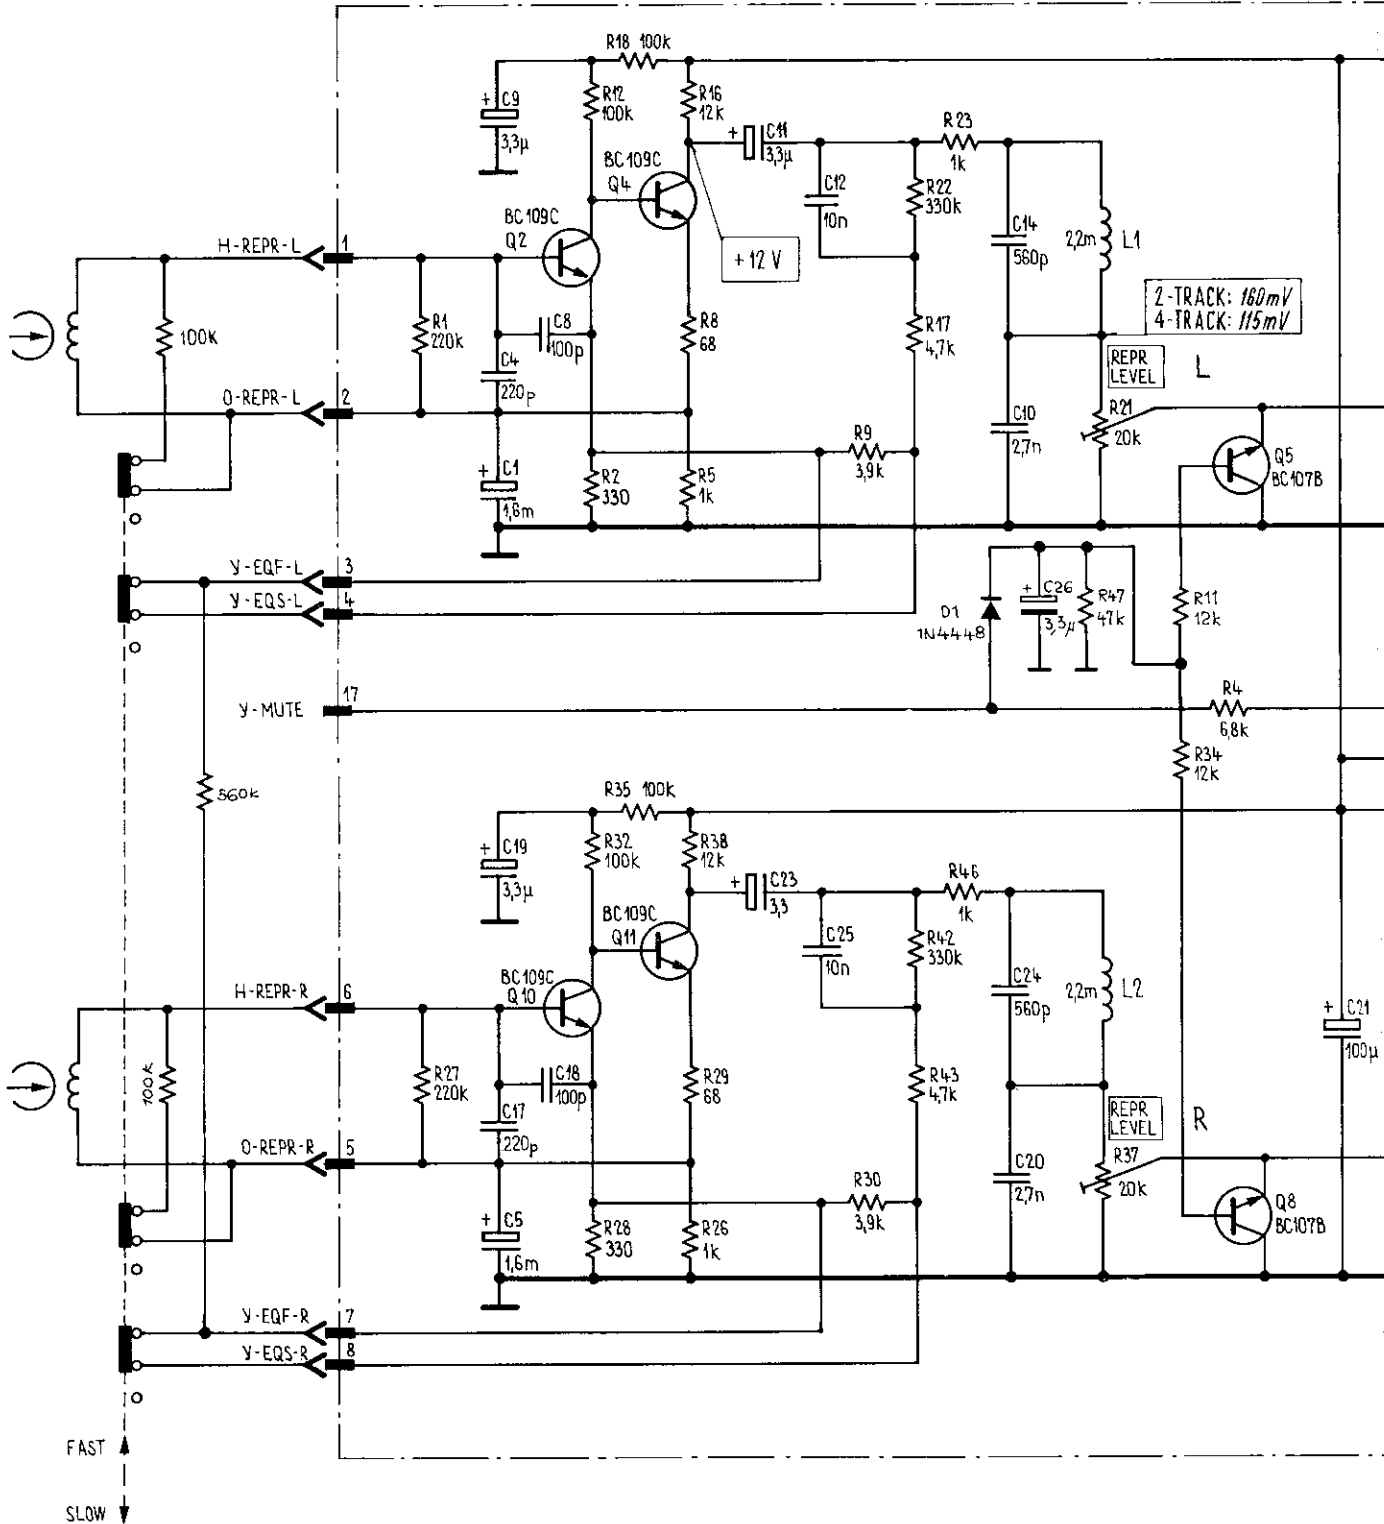 R18 100k
C9
+
3,3µ
R12
100k
R16
12k
+
C11
3,3µ
R23
1k
BC109C
Q4
C12
10n
R22
330k
BC109C
Q2
C14
560p
2,2m
L1
H-REPR-L
1
+12 V
2-TRACK: 160mV
4-TRACK: 115mV
100K
R1
220k
C8
100p
R8
68
R17
4,7k
REPR
LEVEL
L
C4
220p
O-REPR-L
2
C10
2,7n
R21
20k
R9
3,9k
Q5
BC107B
+
C1
1,6m
R2
330
R5
1k
Y-EQF-L
3
Y-EQS-L
4
D1
1N4448
+
C26
3,3µ
R47
47k
R11
12k
Y-MUTE
17
R4
6,8k
R34
12k
560k
R35 100k
+
C19
3,3µ
R32
100k
R38
12k
+
C23
3,3
R46
1k
BC109C
Q11
C25
10n
R42
330k
BC109C
Q10
C24
560p
2,2m
L2
H-REPR-R
6
+
C21
100µ
100K
R27
220k
C18
100p
R29
68
R43
4,7k
REPR
LEVEL
R
C17
220p
O-REPR-R
5
C20
2,7n
R37
20k
R30
3,9k
Q8
BC107B
+
C5
1,6m
R28
330
R26
1k
Y-EQF-R
7
Y-EQS-R
8
FAST
SLOW